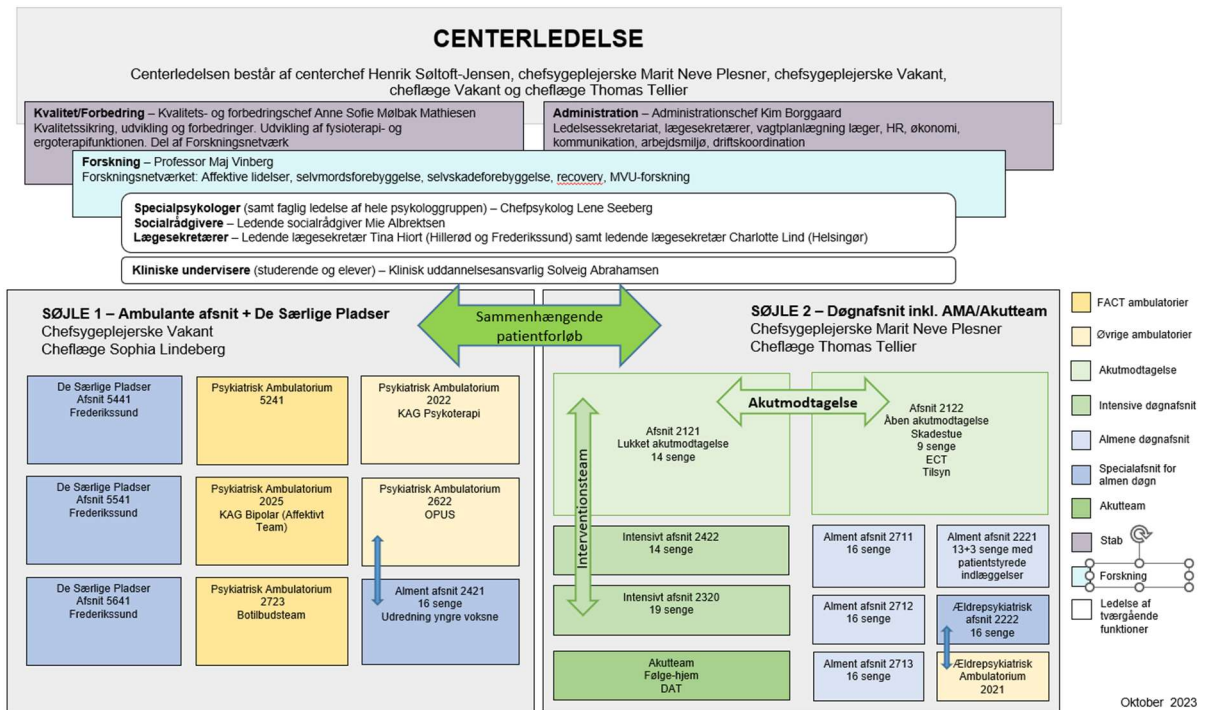 CENTERLEDELSE
Centerledelsen består af centerchef Henrik Søltoft-Jensen, chefsygeplejerske Marit Neve Plesner, chefsygeplejerske Vakant,
cheflæge Vakant og cheflæge Thomas Tellier
Kvalitet/Forbedring – Kvalitets- og forbedringschef Anne Sofie Mølbak Mathiesen
Kvalitetssikring, udvikling og forbedringer. Udvikling af fysioterapi- og
ergoterapifunktionen. Del af Forskningsnetværk
Administration – Administrationschef Kim Borggaard
Ledelsessekretariat, lægesekretærer, vagtplanlægning læger, HR, økonomi,
kommunikation, arbejdsmiljø, driftskoordination
Forskning – Professor Maj Vinberg
Forskningsnetværket: Affektive lidelser, selvmordsforebyggelse, selvskadeforebyggelse, recovery, MVU-forskning
Specialpsykologer (samt faglig ledelse af hele psykologgruppen) – Chefpsykolog Lene Seeberg
Socialrådgivere – Ledende socialrådgiver Mie Albrektsen
Lægesekretærer – Ledende lægesekretær Tina Hiort (Hillerød og Frederikssund) samt ledende lægesekretær Charlotte Lind (Helsingør)
Kliniske undervisere (studerende og elever) – Klinisk uddannelsesansvarlig Solveig Abrahamsen
SØJLE 1 – Ambulante afsnit + De Særlige Pladser
Chefsygeplejerske Vakant
Cheflæge Sophia Lindeberg
Sammenhængende
patientforløb
SØJLE 2 – Døgnafsnit inkl. AMA/Akutteam
Chefsygeplejerske Marit Neve Plesner
Cheflæge Thomas Tellier
De Særlige Pladser
Afsnit 5441
Frederikssund
Psykiatrisk Ambulatorium
5241
Psykiatrisk Ambulatorium
2022
KAG Psykoterapi
De Særlige Pladser
Afsnit 5541
Frederikssund
Psykiatrisk Ambulatorium
2025
KAG Bipolar (Affektivt
Team)
Psykiatrisk Ambulatorium
2622
OPUS
De Særlige Pladser
Afsnit 5641
Frederikssund
Psykiatrisk Ambulatorium
2723
Botilbudsteam
Alment afsnit 2421
16 senge
Udredning yngre voksne
Interventionsteam
Afsnit 2121
Lukket akutmodtagelse
14 senge
Akutmodtagelse
Afsnit 2122
Åben akutmodtagelse
Skadestue
9 senge
ECT
Tilsyn
Intensivt afsnit 2422
14 senge
Alment afsnit 2711
16 senge
Alment afsnit 2221
13+3 senge med
patientstyrede
indlæggelser
Intensivt afsnit 2320
19 senge
Alment afsnit 2712
16 senge
Ældrepsykiatrisk
afsnit 2222
16 senge
Akutteam
Følge-hjem
DAT
Alment afsnit 2713
16 senge
Ældrepsykiatrisk
Ambulatorium
2021
FACT ambulatorier
Øvrige ambulatorier
Akutmodtagelse
Intensive døgnafsnit
Almene døgnafsnit
Specialafsnit for
almen døgn
Akutteam
Stab
Forskning
Ledelse af
tværgående
funktioner
Oktober 2023